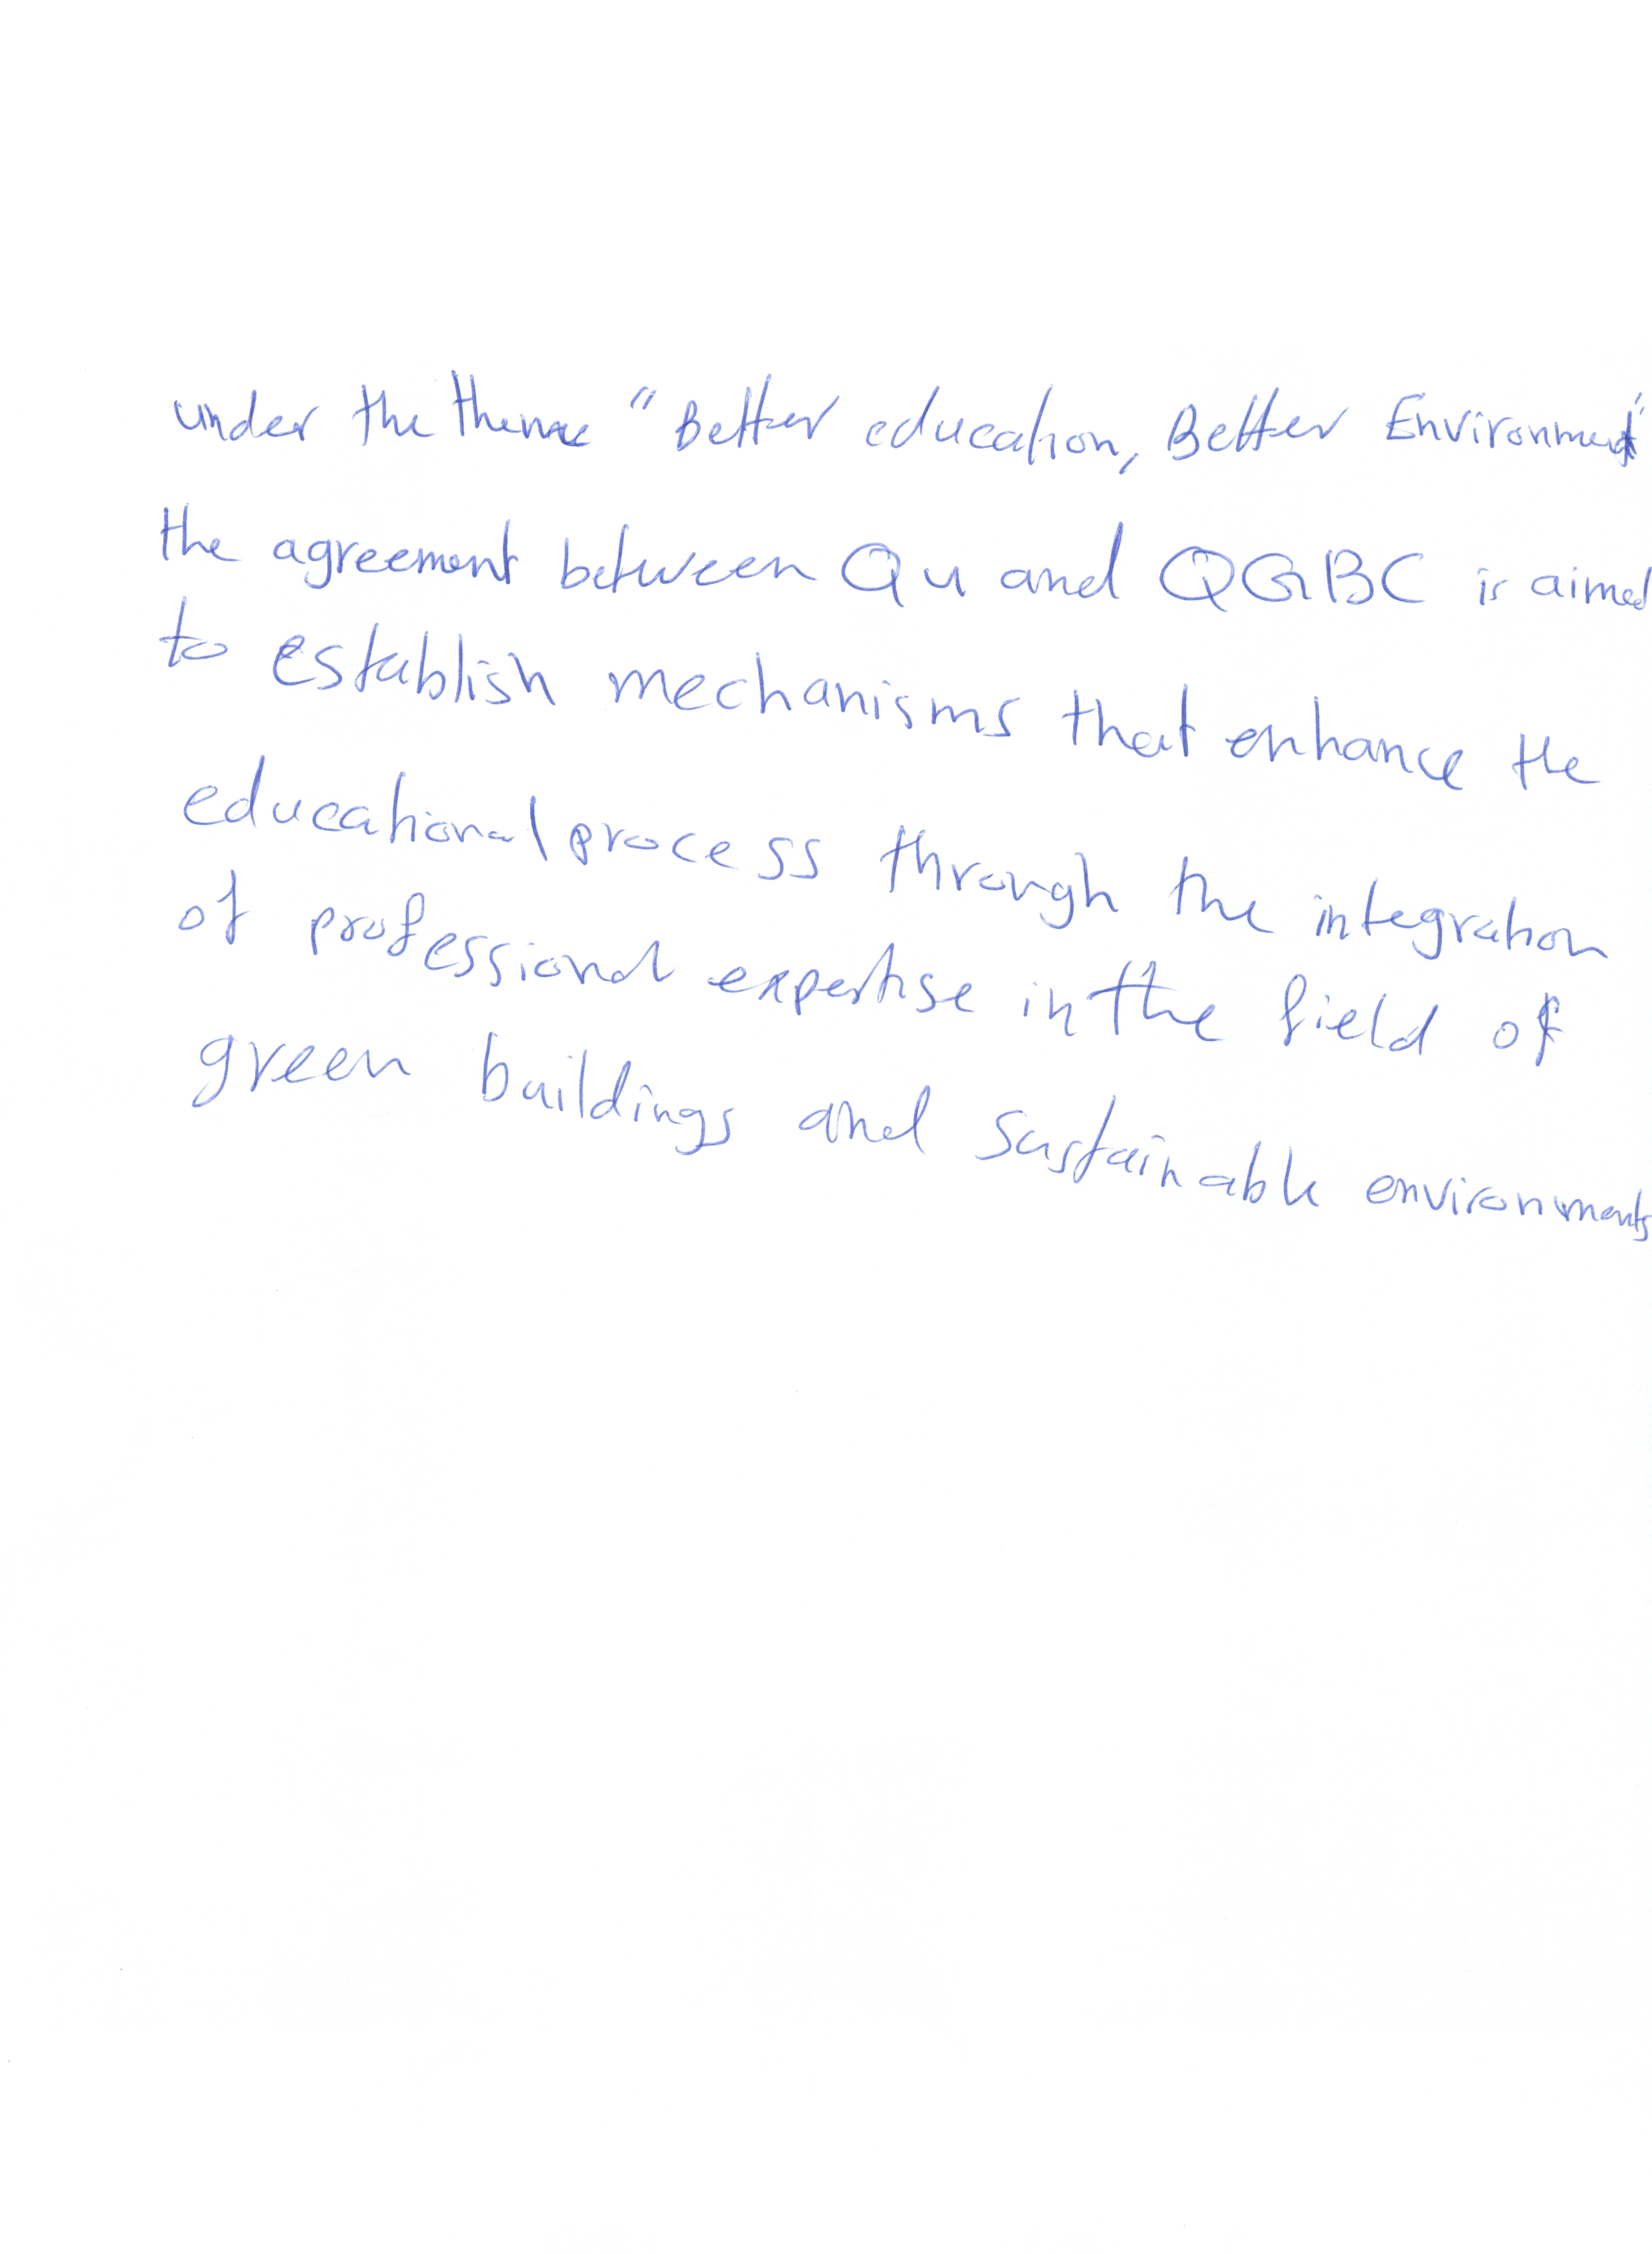 under the theme "Better education, Better Environment"
the agreement between Qu and QGBC is aimed
to establish mechanisms that enhance the
educational process through the integration
of professional expertise in the field of
green buildings and sustainable environments